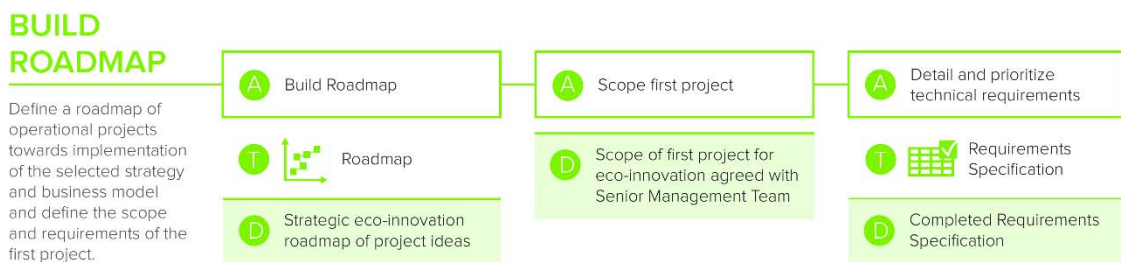 BUILD
ROADMAP
Define a roadmap of
operational projects
towards implementation
of the selected strategy
and business model
and define the scope
and requirements of the
first project.
A Build Roadmap
T Roadmap
D Strategic eco-innovation
roadmap of project ideas
A Scope first project
D Scope of first project for
eco-innovation agreed with
Senior Management Team
A Detail and prioritize
technical requirements
T Requirements
Specification
D Completed Requirements
Specification